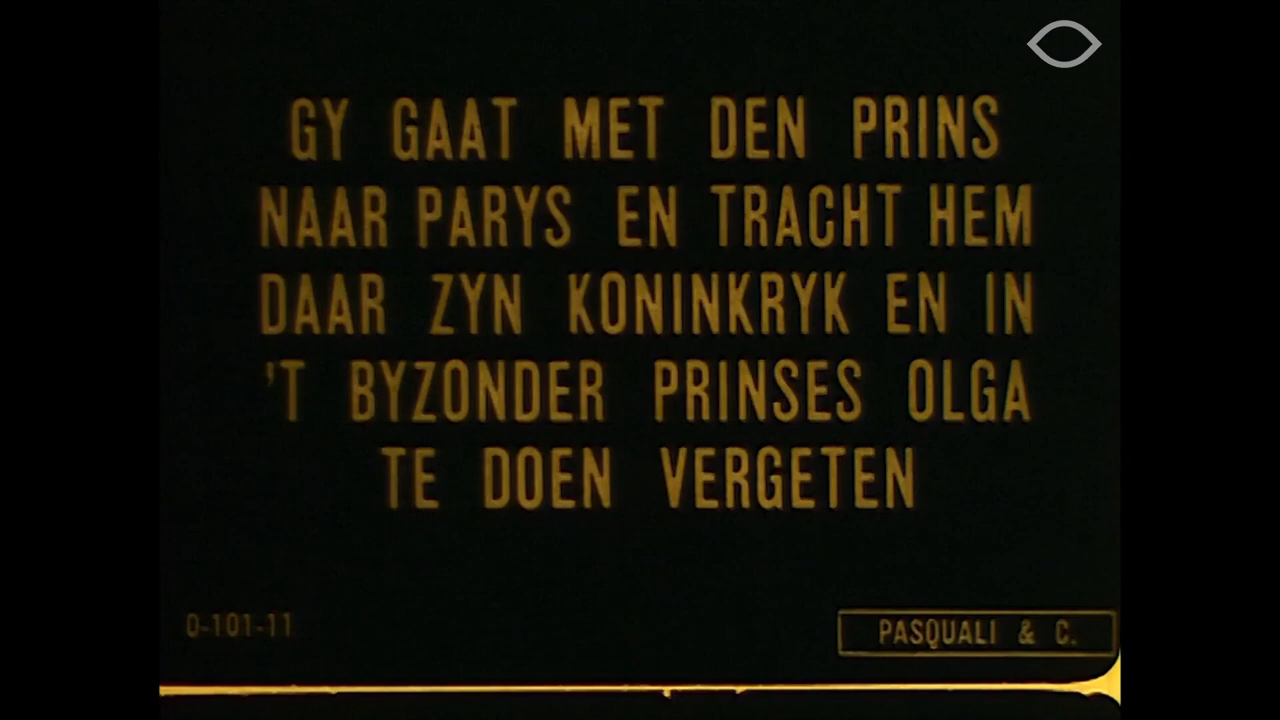 GY GAAT MET DEN PRINS
NAAR PARYS EN TRACHT HEM
DAAR ZYN KONINKRYK EN IN
'T BYZONDER PRINSES OLGA
TE DOEN VERGETEN
0-101-11
PASQUALI & C.